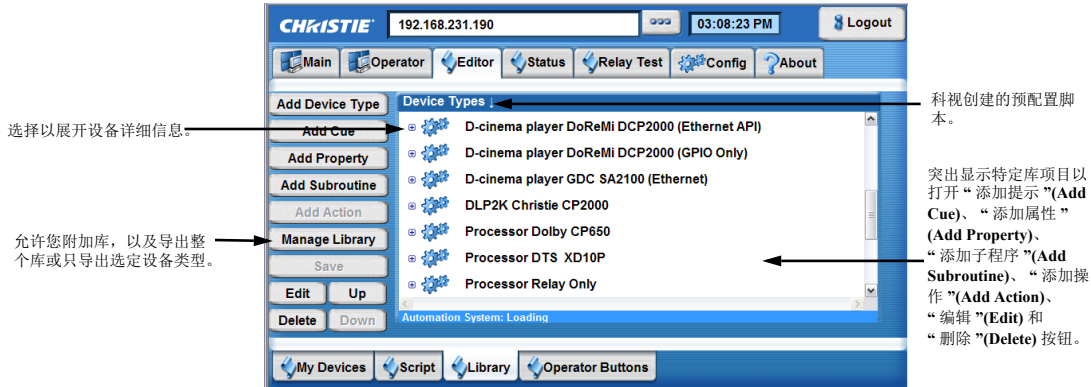 CHRISTIE
192.168.231.190
03:08:23 PM
Logout
Main
Operator
Editor
Status
Relay Test
Config
About
Add Device Type
Add Cue
Add Property
Add Subroutine
Add Action
Manage Library
Save
Edit
Up
Delete
Down
Device Types ↓
D-cinema player DoReMi DCP2000 (Ethernet API)
D-cinema player DoReMi DCP2000 (GPIO Only)
D-cinema player GDC SA2100 (Ethernet)
DLP2K Christie CP2000
Processor Dolby CP650
Processor DTS XD10P
Processor Relay Only
Automation System: Loading
My Devices
Script
Library
Operator Buttons
选择以展开设备详细信息。
允许您附加库，以及导出整
个库或只导出选定设备类型。
科视创建的预配置脚
本。
突出显示特定库项目以
打开 “ 添加提示 ”(Add
Cue)、 “ 添加属性 ”
(Add Property)、
“ 添加子程序 ”(Add
Subroutine)、 “ 添加操
作 ”(Add Action)、
“ 编辑 ”(Edit) 和
“ 删除 ”(Delete) 按钮。